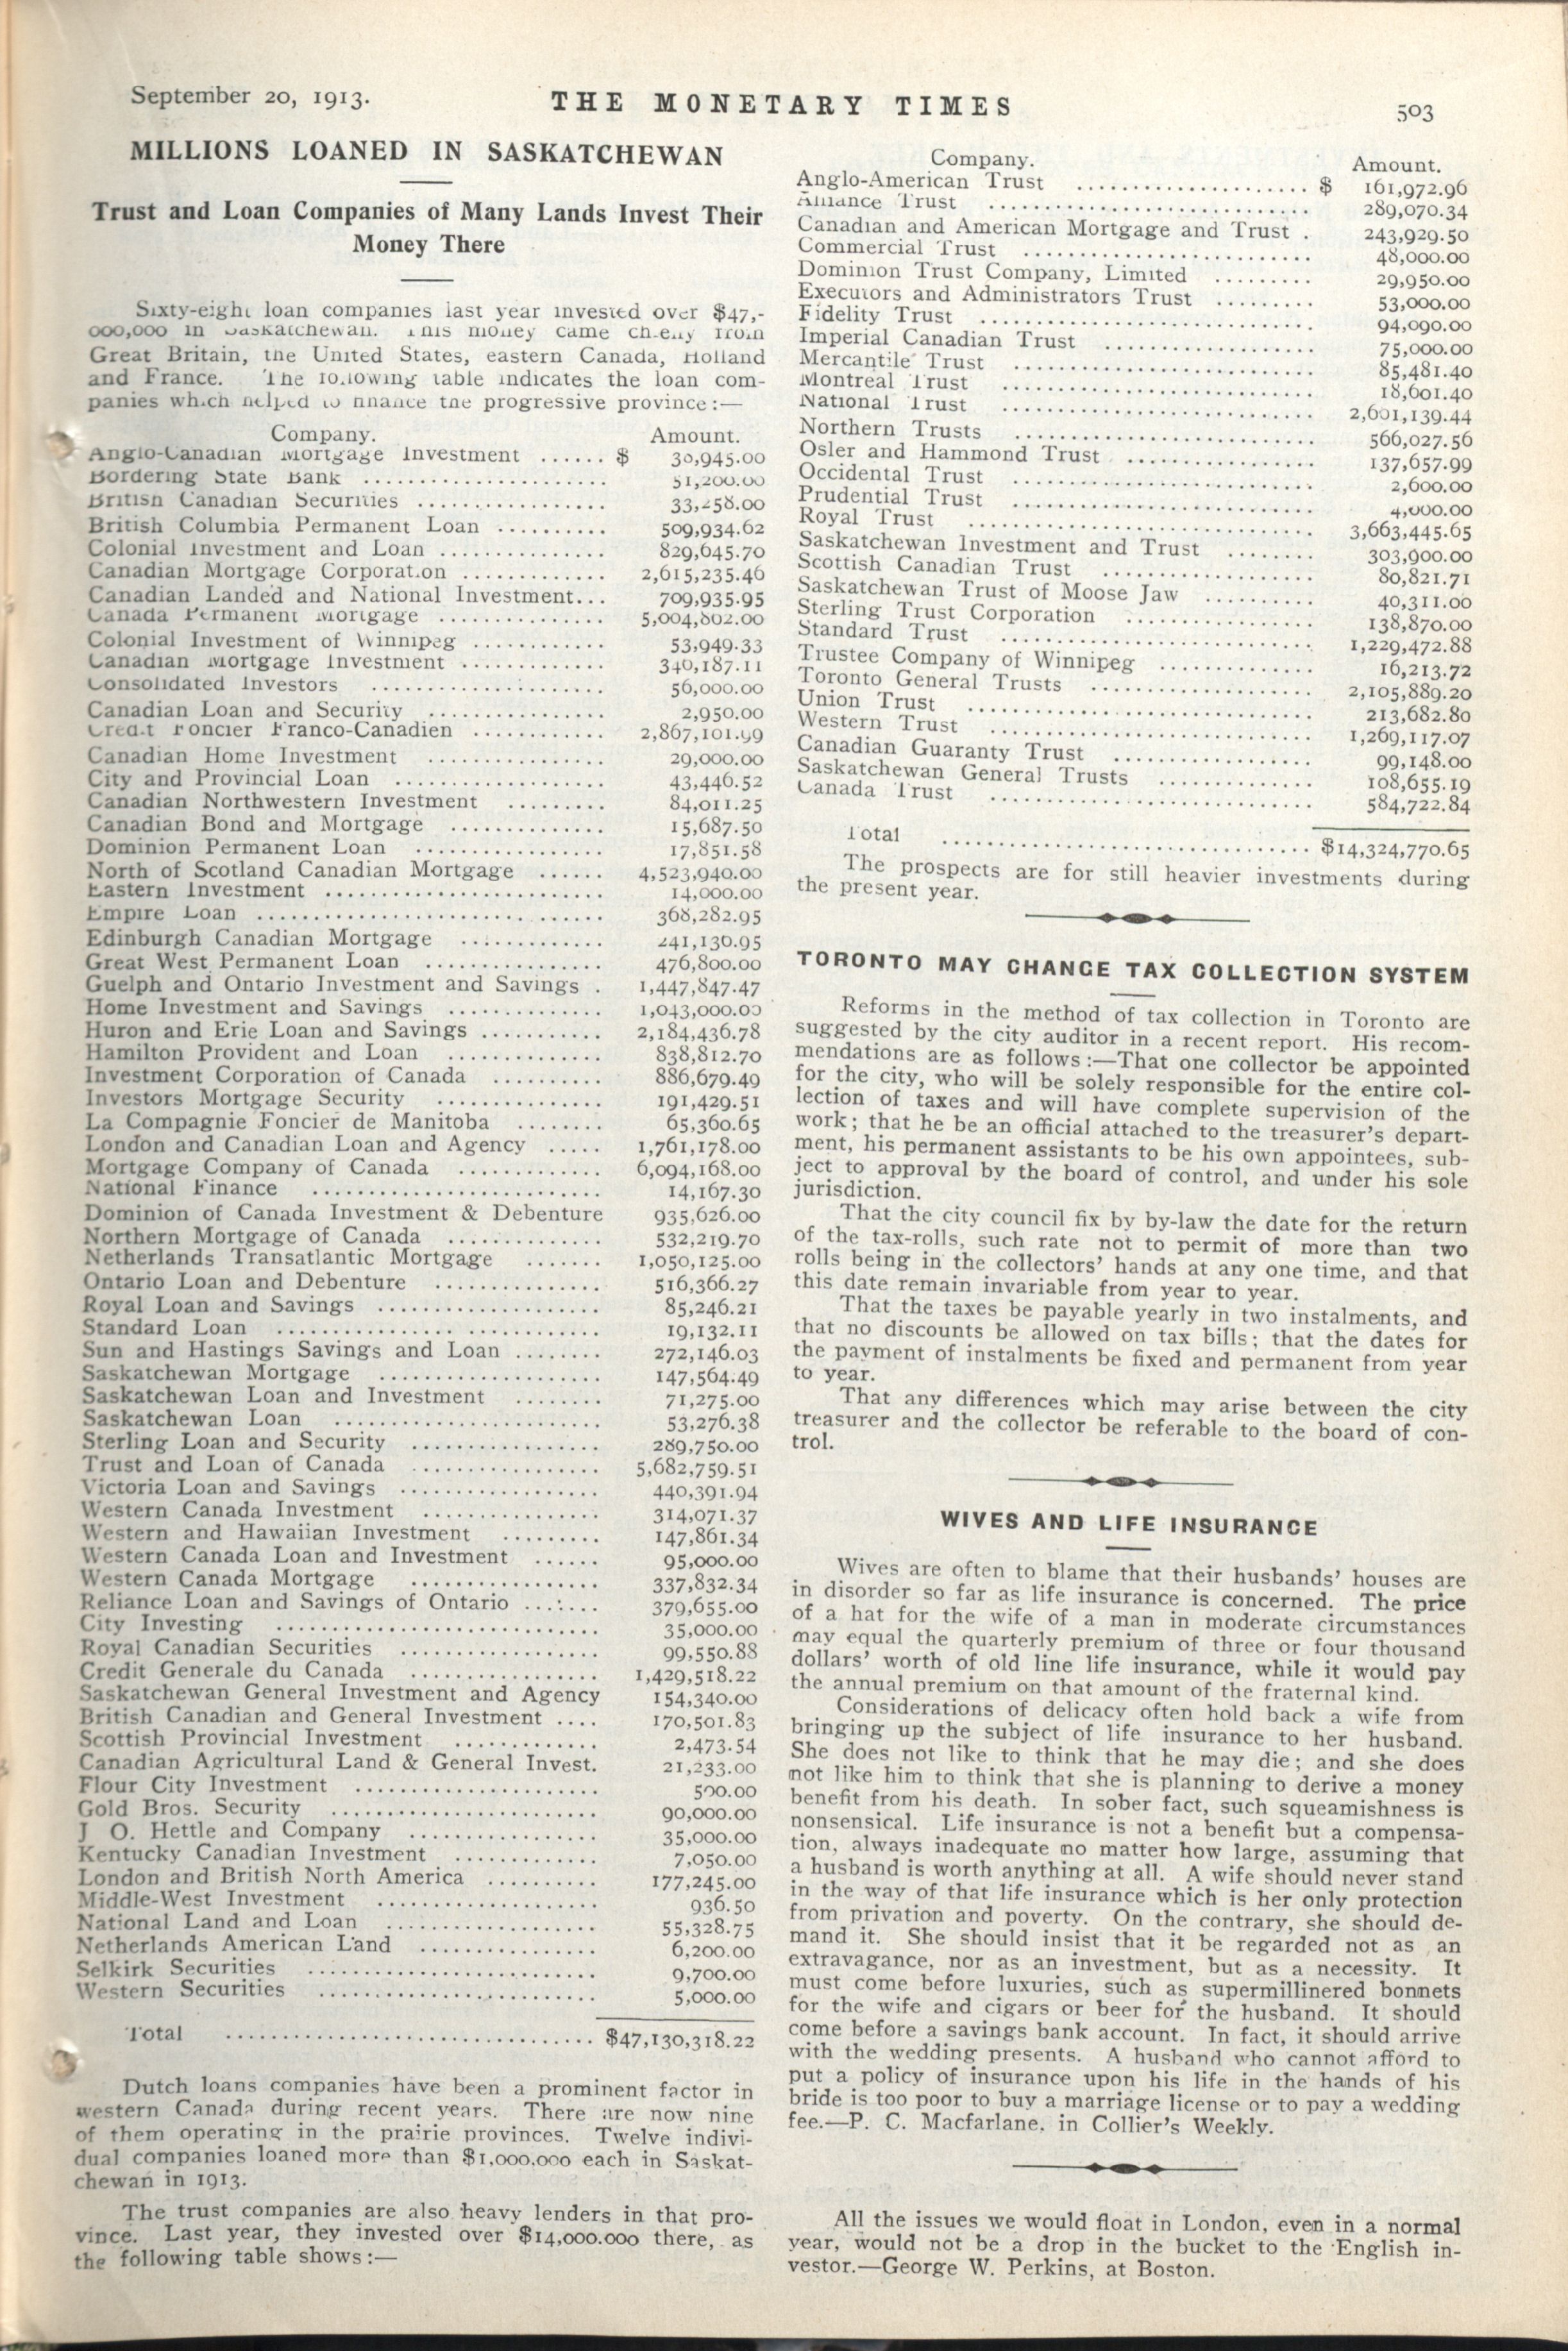 September 20, 1913.
THE MONETARY TIMES
503
MILLIONS LOANED IN SASKATCHEWAN
Trust and Loan Companies of Many Lands Invest Their
Money There
Sixty-eight loan companies last year invested over $47,-
000,000 in Saskatchewan. This money came chiefly from
Great Britain, the United States, eastern Canada, Holland
and France. The following table indicates the loan com-
panies which helped to finance the progressive province:—
Company. Amount.
Anglo-Canadian Mortgage Investment ...... $ 30,945.00
Bordering State Bank ...................... 51,200.00
British Canadian Securities ................. 33,258.00
British Columbia Permanent Loan .......... 509,934.62
Colonial Investment and Loan ............... 829,645.70
Canadian Mortgage Corporation ............. 2,615,235.46
Canadian Landed and National Investment... 709,935.95
Canada Permanent Mortgage ............... 5,004,802.00
Colonial Investment of Winnipeg ............ 53,949.33
Canadian Mortgage Investment ............. 340,187.11
Consolidated Investors ..................... 56,000.00
Canadian Loan and Security ................ 2,950.00
Credit Foncier Franco-Canadien ............ 2,867,101.99
Canadian Home Investment ................ 29,000.00
City and Provincial Loan ................... 43,446.52
Canadian Northwestern Investment ......... 84,011.25
Canadian Bond and Mortgage .............. 15,687.50
Dominion Permanent Loan ................. 17,851.58
North of Scotland Canadian Mortgage ...... 4,523,940.00
Eastern Investment ......................... 14,000.00
Empire Loan ............................... 368,282.95
Edinburgh Canadian Mortgage ............. 241,130.95
Great West Permanent Loan ................ 476,800.00
Guelph and Ontario Investment and Savings . 1,447,847.47
Home Investment and Savings .............. 1,043,000.00
Huron and Erie Loan and Savings ........... 2,184,436.78
Hamilton Provident and Loan .............. 838,812.70
Investment Corporation of Canada .......... 886,679.49
Investors Mortgage Security ............... 191,429.51
La Compagnie Foncier de Manitoba ........ 65,360.65
London and Canadian Loan and Agency ..... 1,761,178.00
Mortgage Company of Canada ............. 6,094,168.00
National Finance .......................... 14,167.30
Dominion of Canada Investment & Debenture 935,626.00
Northern Mortgage of Canada .............. 532,219.70
Netherlands Transatlantic Mortgage ....... 1,050,125.00
Ontario Loan and Debenture ............... 516,366.27
Royal Loan and Savings .................... 85,246.21
Standard Loan ............................. 19,132.11
Sun and Hastings Savings and Loan ........ 272,146.03
Saskatchewan Mortgage .................... 147,564.49
Saskatchewan Loan and Investment ........ 71,275.00
Saskatchewan Loan ........................ 53,276.38
Sterling Loan and Security ................. 289,750.00
Trust and Loan of Canada ................. 5,682,759.51
Victoria Loan and Savings .................. 440,391.94
Western Canada Investment ................ 314,071.37
Western and Hawaiian Investment ......... 147,861.34
Western Canada Loan and Investment ...... 95,000.00
Western Canada Mortgage ................. 337,832.34
Reliance Loan and Savings of Ontario ....... 379,655.00
City Investing ............................. 35,000.00
Royal Canadian Securities .................. 99,550.88
Credit Generale du Canada ................. 1,429,518.22
Saskatchewan General Investment and Agency 154,340.00
British Canadian and General Investment .... 170,501.83
Scottish Provincial Investment ............. 2,473.54
Canadian Agricultural Land & General Invest. 21,233.00
Flour City Investment ...................... 500.00
Gold Bros. Security ........................ 90,000.00
J O. Hettle and Company ................. 35,000.00
Kentucky Canadian Investment ............. 7,050.00
London and British North America .......... 177,245.00
Middle-West Investment .................... 936.50
National Land and Loan ................... 55,328.75
Netherlands American Land ................ 6,200.00
Selkirk Securities .......................... 9,700.00
Western Securities ......................... 5,000.00
Total .................................. $47,130,318.22
Dutch loans companies have been a prominent factor in
western Canada during recent years. There are now nine
of them operating in the prairie provinces. Twelve indivi-
dual companies loaned more than $1,000,000 each in Saskat-
chewan in 1913.
The trust companies are also heavy lenders in that pro-
vince. Last year, they invested over $14,000,000 there, as
the following table shows:—
Company. Amount.
Anglo-American Trust ..................... $ 161,972.96
Alliance Trust ............................. 289,070.34
Canadian and American Mortgage and Trust . 243,929.50
Commercial Trust ......................... 48,000.00
Dominion Trust Company, Limited ......... 29,950.00
Executors and Administrators Trust ......... 53,000.00
Fidelity Trust .............................. 94,090.00
Imperial Canadian Trust ................... 75,000.00
Mercantile Trust .......................... 85,481.40
Montreal Trust ............................ 18,601.40
National Trust ............................ 2,601,139.44
Northern Trusts ........................... 566,027.56
Osler and Hammond Trust ................. 137,657.99
Occidental Trust ........................... 2,600.00
Prudential Trust ........................... 4,000.00
Royal Trust ............................... 3,663,445.65
Saskatchewan Investment and Trust ........ 303,900.00
Scottish Canadian Trust ................... 80,821.71
Saskatchewan Trust of Moose Jaw .......... 40,311.00
Sterling Trust Corporation ................. 138,870.00
Standard Trust ............................ 1,229,472.88
Trustee Company of Winnipeg .............. 16,213.72
Toronto General Trusts .................... 2,105,889.20
Union Trust ............................... 213,682.80
Western Trust ............................. 1,269,117.07
Canadian Guaranty Trust .................. 99,148.00
Saskatchewan General Trusts .............. 108,655.19
Canada Trust ............................. 584,722.84
Total .................................. $14,324,770.65
The prospects are for still heavier investments during
the present year.
TORONTO MAY CHANGE TAX COLLECTION SYSTEM
Reforms in the method of tax collection in Toronto are
suggested by the city auditor in a recent report. His recom-
mendations are as follows:—That one collector be appointed
for the city, who will be solely responsible for the entire col-
lection of taxes and will have complete supervision of the
work; that he be an official attached to the treasurer's depart-
ment, his permanent assistants to be his own appointees, sub-
ject to approval by the board of control, and under his sole
jurisdiction.
That the city council fix by by-law the date for the return
of the tax-rolls, such rate not to permit of more than two
rolls being in the collectors' hands at any one time, and that
this date remain invariable from year to year.
That the taxes be payable yearly in two instalments, and
that no discounts be allowed on tax bills; that the dates for
the payment of instalments be fixed and permanent from year
to year.
That any differences which may arise between the city
treasurer and the collector be referable to the board of con-
trol.
WIVES AND LIFE INSURANCE
Wives are often to blame that their husbands' houses are
in disorder so far as life insurance is concerned. The price
of a hat for the wife of a man in moderate circumstances
may equal the quarterly premium of three or four thousand
dollars' worth of old line life insurance, while it would pay
the annual premium on that amount of the fraternal kind.
Considerations of delicacy often hold back a wife from
bringing up the subject of life insurance to her husband.
She does not like to think that he may die; and she does
not like him to think that she is planning to derive a money
benefit from his death. In sober fact, such squeamishness is
nonsensical. Life insurance is not a benefit but a compensa-
tion, always inadequate no matter how large, assuming that
a husband is worth anything at all. A wife should never stand
in the way of that life insurance which is her only protection
from privation and poverty. On the contrary, she should de-
mand it. She should insist that it be regarded not as an
extravagance, nor as an investment, but as a necessity. It
must come before luxuries, such as supermillinered bonnets
for the wife and cigars or beer for the husband. It should
come before a savings bank account. In fact, it should arrive
with the wedding presents. A husband who cannot afford to
put a policy of insurance upon his life in the hands of his
bride is too poor to buy a marriage license or to pay a wedding
fee.—P. C. Macfarlane, in Collier's Weekly.
All the issues we would float in London, even in a normal
year, would not be a drop in the bucket to the English in-
vestor.—George W. Perkins, at Boston.